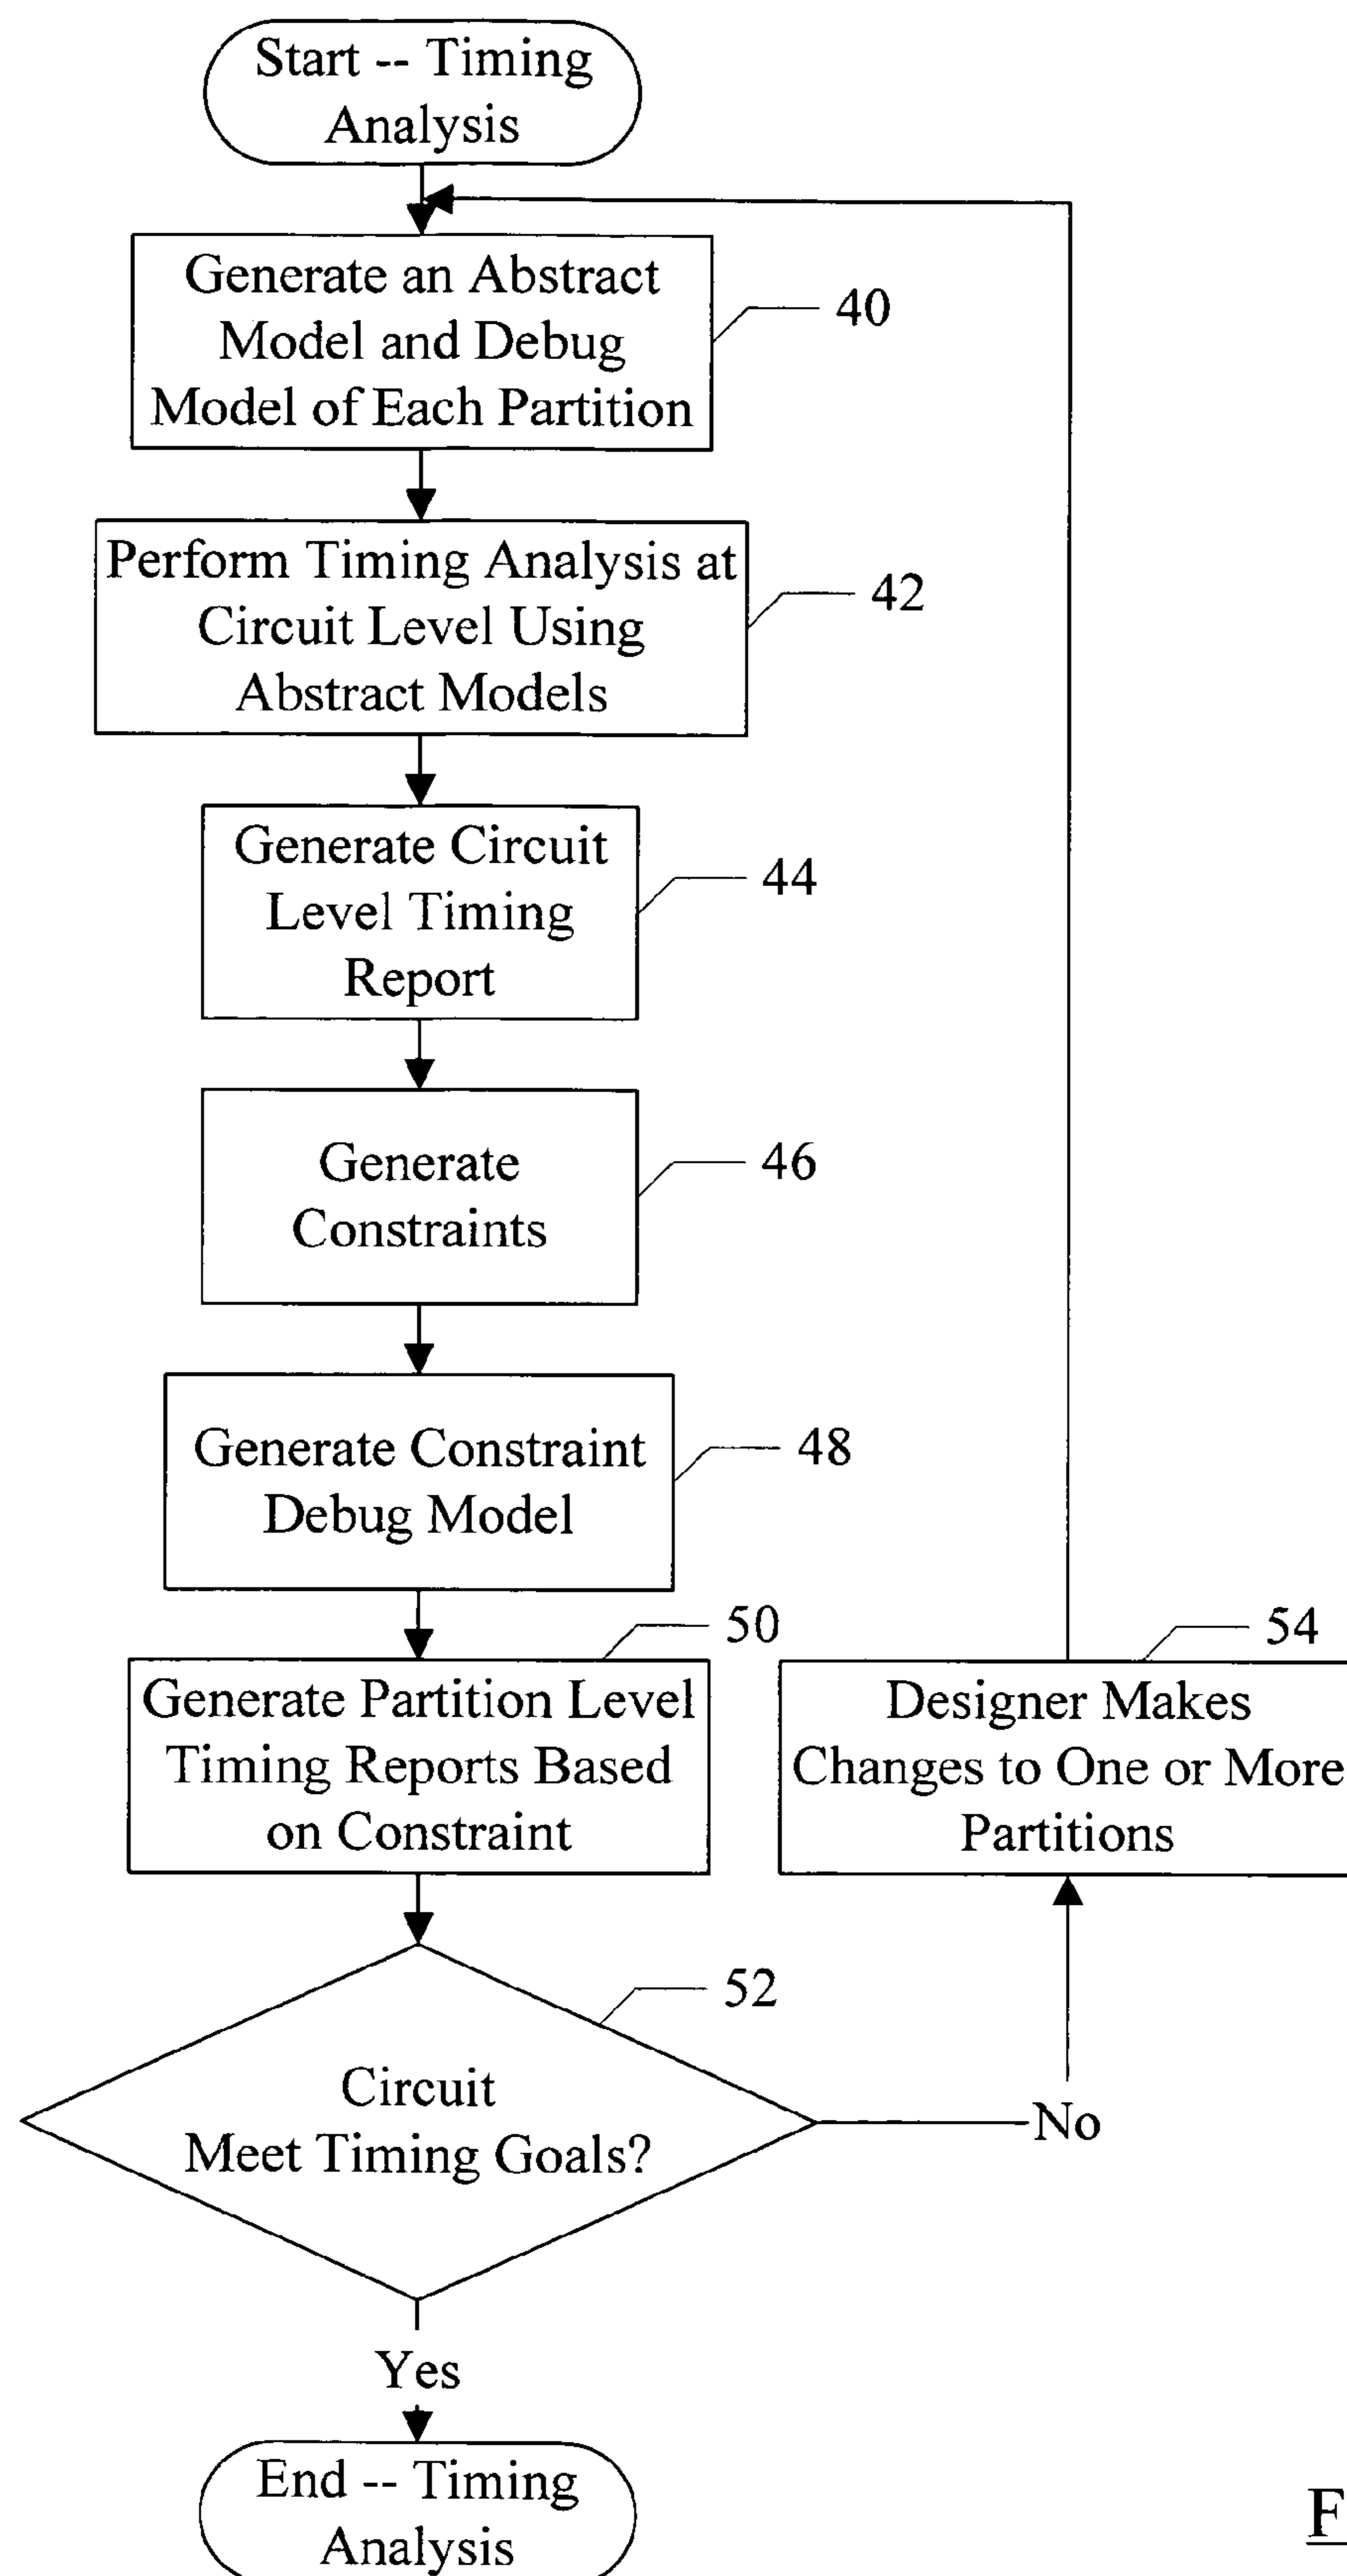 Start -- Timing
Analysis
Generate an Abstract
Model and Debug
Model of Each Partition
40
Perform Timing Analysis at
Circuit Level Using
Abstract Models
42
Generate Circuit
Level Timing
Report
44
Generate
Constraints
46
Generate Constraint
Debug Model
48
Generate Partition Level
Timing Reports Based
on Constraint
50
Designer Makes
Changes to One or More
Partitions
54
Circuit
Meet Timing Goals?
52
No
Yes
End -- Timing
Analysis
F